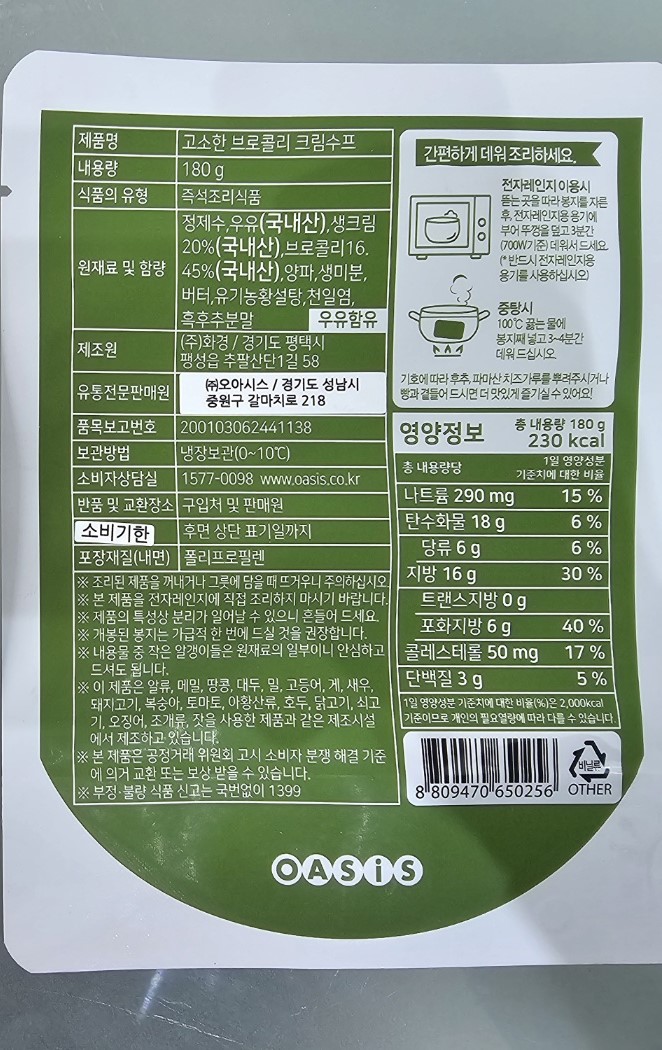 제품명 고소한 브로콜리 크림수프
내용량 180 g
식품의 유형 즉석조리식품
원재료 및 함량
정제수,우유(국내산),생크림
20%(국내산),브로콜리16.
45%(국내산),양파,생미분,
버터,유기농황설탕,천일염,
흑후추분말 우유함유
제조원
(주)화경 / 경기도 평택시
팽성읍 추팔산단1길 58
유통전문판매원
㈜오아시스 / 경기도 성남시
중원구 갈마치로 218
품목보고번호 200103062441138
보관방법 냉장보관(0~10℃)
소비자상담실 1577-0098 www.oasis.co.kr
반품 및 교환장소 구입처 및 판매원
소비기한 후면 상단 표기일까지
포장재질(내면) 폴리프로필렌
※ 조리된 제품을 꺼내거나 그릇에 담을 때 뜨거우니 주의하십시오.
※ 본 제품을 전자레인지에 직접 조리하지 마시기 바랍니다.
※ 제품의 특성상 분리가 일어날 수 있으니 흔들어 드세요.
※ 개봉된 봉지는 가급적 한 번에 드실 것을 권장합니다.
※ 내용물 중 작은 알갱이들은 원재료의 일부이니 안심하고
드셔도 됩니다.
※ 이 제품은 알류, 메밀, 땅콩, 대두, 밀, 고등어, 게, 새우,
돼지고기, 복숭아, 토마토, 아황산류, 호두, 닭고기, 쇠고
기, 오징어, 조개류, 잣을 사용한 제품과 같은 제조시설
에서 제조하고 있습니다.
※ 본 제품은 공정거래 위원회 고시 소비자 분쟁 해결 기준
에 의거 교환 또는 보상 받을 수 있습니다.
※ 부정·불량 식품 신고는 국번없이 1399
간편하게 데워 조리하세요.
전자레인지 이용시
뜯는 곳을 따라 봉지를 자른
후, 전자레인지용 용기에
부어 뚜껑을 덮고 3분간
(700W기준) 데워서 드세요.
(* 반드시 전자레인지용
용기를 사용하십시오)
중탕시
100℃ 끓는 물에
봉지째 넣고 3~4분간
데워 드십시오.
기호에 따라 후추, 파마산 치즈가루를 뿌려주시거나
빵과 곁들여 드시면 더 맛있게 즐기실 수 있어요!
영양정보 총 내용량 180 g
230 kcal
총 내용량당 1일 영양성분
기준치에 대한 비율
나트륨 290 mg 15 %
탄수화물 18 g 6 %
당류 6 g 6 %
지방 16 g 30 %
트랜스지방 0 g
포화지방 6 g 40 %
콜레스테롤 50 mg 17 %
단백질 3 g 5 %
1일 영양성분 기준치에 대한 비율(%)은 2,000kcal
기준이므로 개인의 필요열량에 따라 다를 수 있습니다.
8 809470 650256
비닐류
OTHER
OASIS